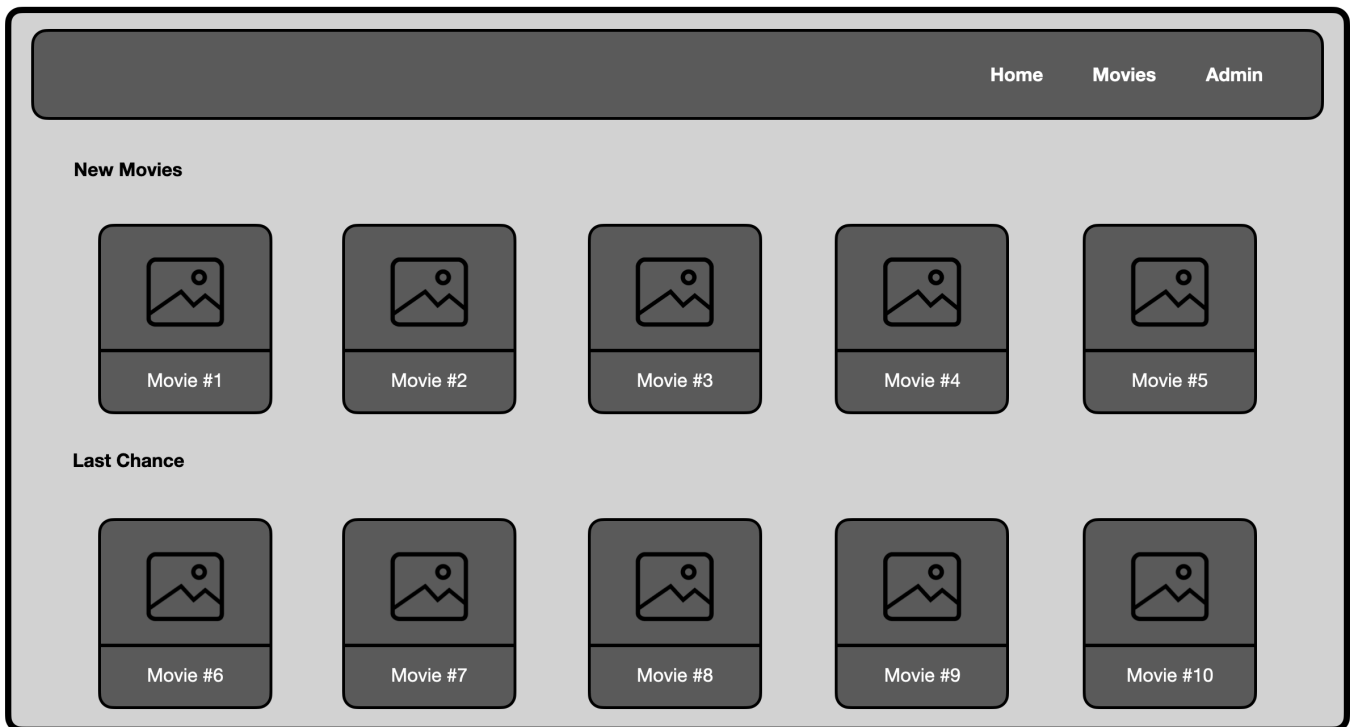 Home Movies Admin
New Movies
Movie #1 Movie #2 Movie #3 Movie #4 Movie #5
Last Chance
Movie #6 Movie #7 Movie #8 Movie #9 Movie #10